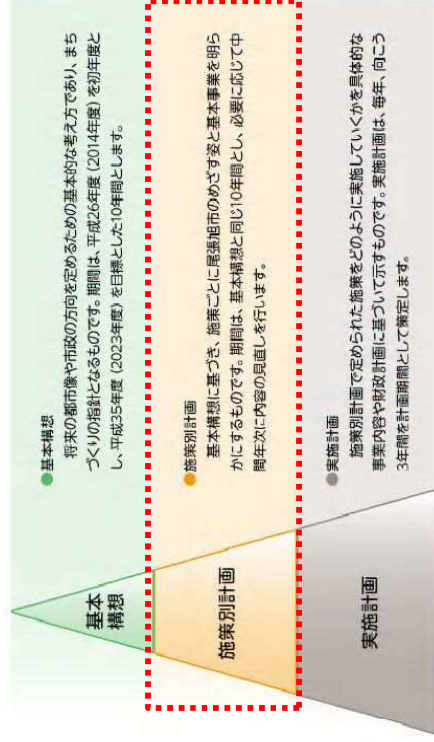 基本
構想
●基本構想
将来の都市像や市政の方向を定めるための基本的な考え方であり、まち
づくりの指針となるものです。期間は、平成26年度(2014年度)を初年度と
し、平成35年度(2023年度)を目標とした10年間とします。
施策別計画
●施策別計画
基本構想に基づき、施策ごとに尾張旭市のめざす姿と基本事業を明ら
かにするものです。期間は、基本構想と同じ10年間とし、必要に応じて中
間年次に内容の見直しを行います。
実施計画
●実施計画
施策別計画で定められた施策をどのように実施していくかを具体的な
事業内容や財政計画に基づいて示すものです。実施計画は、毎年、向こう
3年間を計画期間として策定します。